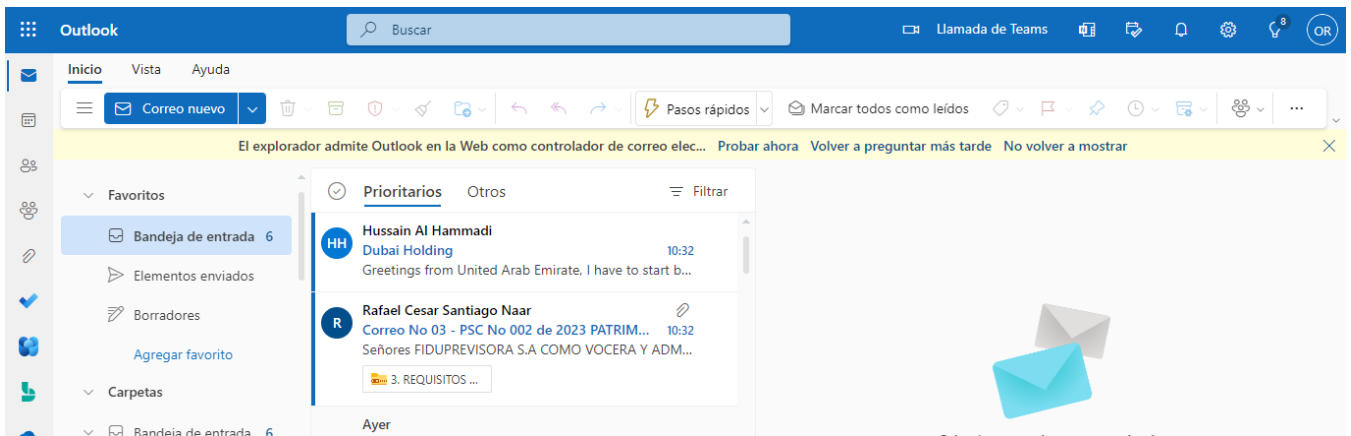 Outlook
Buscar
Llamada de Teams
8
OR
Inicio Vista Ayuda
Correo nuevo
Pasos rápidos
Marcar todos como leídos
El explorador admite Outlook en la Web como controlador de correo elec... Probar ahora Volver a preguntar más tarde No volver a mostrar
Favoritos
Bandeja de entrada 6
Elementos enviados
Borradores
Agregar favorito
Carpetas
Bandeja de entrada 6
Prioritarios Otros Filtrar
HH
Hussain Al Hammadi
Dubai Holding 10:32
Greetings from United Arab Emirate, I have to start b...
R
Rafael Cesar Santiago Naar
Correo No 03 - PSC No 002 de 2023 PATRIM... 10:32
Señores FIDUPREVISORA S.A COMO VOCERA Y ADM...
3. REQUISITOS ...
Ayer